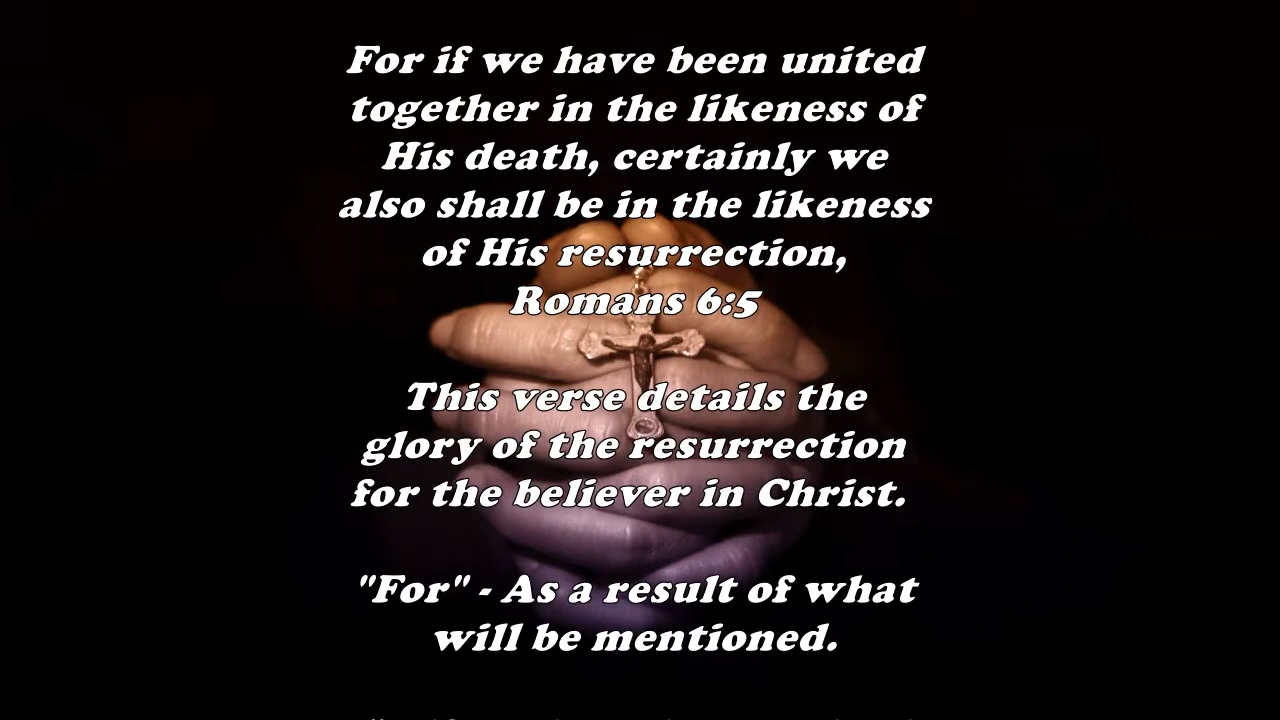 For if we have been united
together in the likeness of
His death, certainly we
also shall be in the likeness
of His resurrection,
Romans 6:5
This verse details the
glory of the resurrection
for the believer in Christ.
"For" - As a result of what
will be mentioned.